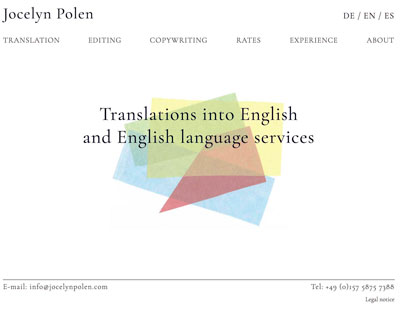 Jocelyn Polen
DE / EN / ES
TRANSLATION EDITING COPYWRITING RATES EXPERIENCE ABOUT
Translations into English
and English language services
E-mail: info@jocelynpolen.com Tel: +49 (0)157 5875 7388
Legal notice